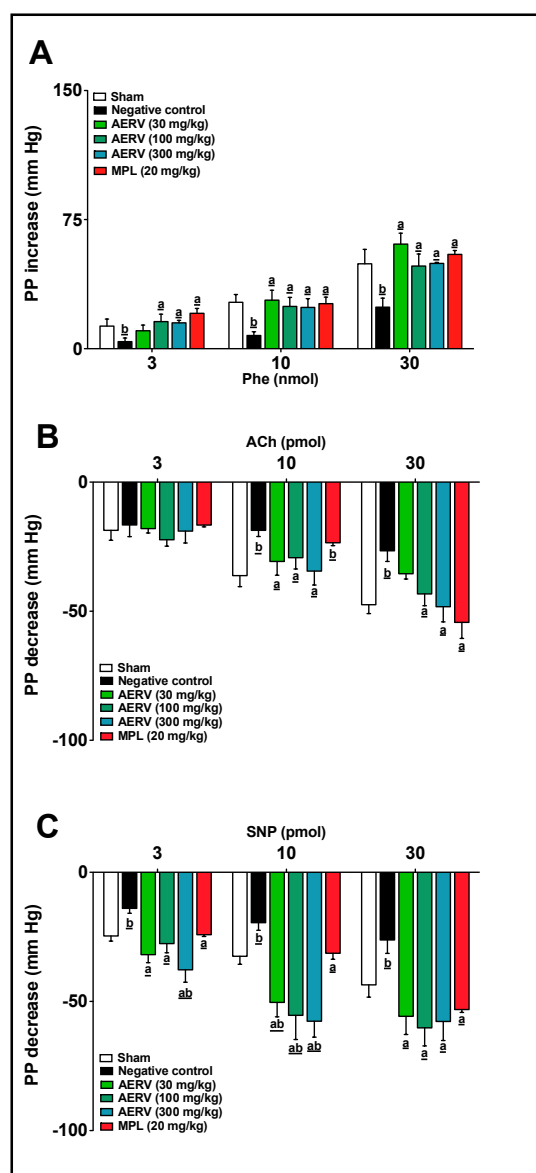 A
150
Sham
Negative control
AERV (30 mg/kg)
AERV (100 mg/kg)
AERV (300 mg/kg)
MPL (20 mg/kg)
PP increase (mm Hg)
75
a
a
a
a
a
a
a
a
a
a
a
b
b
b
0
3
10
30
Phe (nmol)
B
ACh (pmol)
3
10
30
0
PP decrease (mm Hg)
b
a
a
a
b
b
a
a
a
-50
Sham
Negative control
AERV (30 mg/kg)
AERV (100 mg/kg)
AERV (300 mg/kg)
MPL (20 mg/kg)
-100
C
SNP (pmol)
3
10
30
0
PP decrease (mm Hg)
b
a
a
ab
a
b
ab
ab
ab
a
b
a
a
a
a
-50
Sham
Negative control
AERV (30 mg/kg)
AERV (100 mg/kg)
AERV (300 mg/kg)
MPL (20 mg/kg)
-100